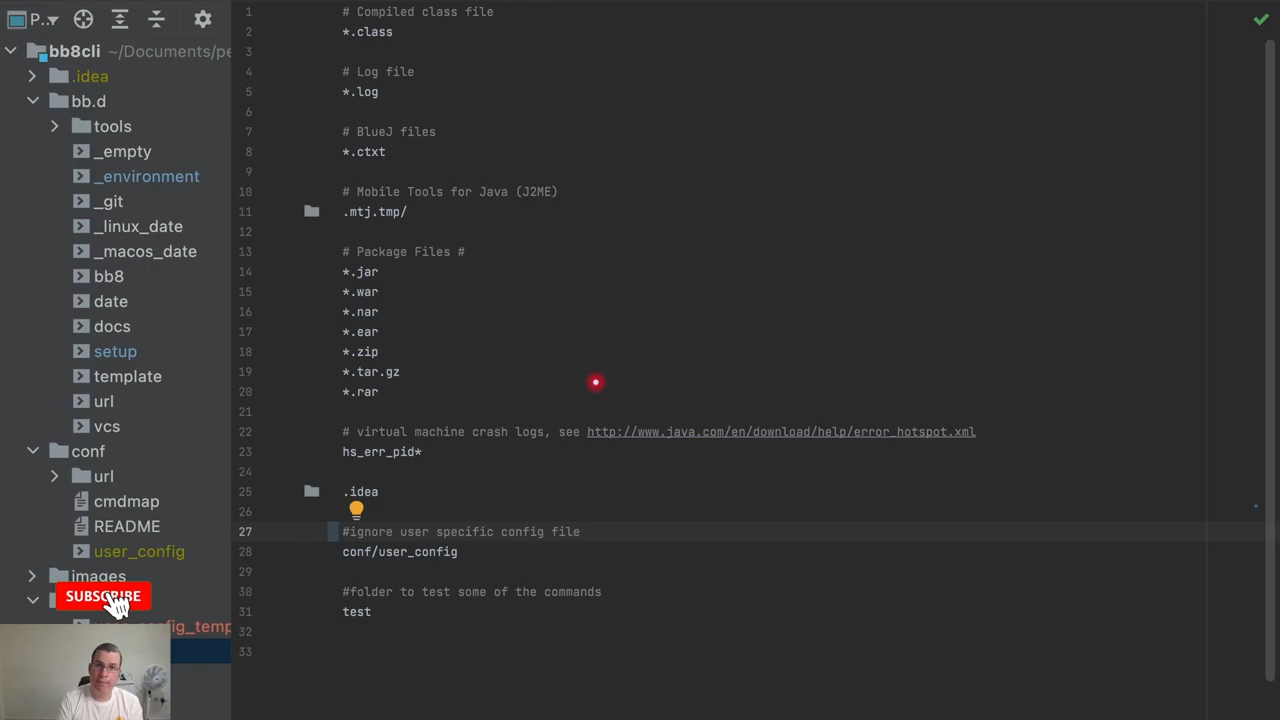 P..
bb8cli ~/Documents/pe
.idea
bb.d
tools
_empty
_environment
_git
_linux_date
_macos_date
bb8
date
docs
setup
template
url
vcs
conf
url
cmdmap
README
user_config
images
SUBSCRIBE
1 # Compiled class file
2 *.class
3
4 # Log file
5 *.log
6
7 # BlueJ files
8 *.ctxt
9
10 # Mobile Tools for Java (J2ME)
11 .mtj.tmp/
12
13 # Package Files #
14 *.jar
15 *.war
16 *.nar
17 *.ear
18 *.zip
19 *.tar.gz
20 *.rar
21
22 # virtual machine crash logs, see http://www.java.com/en/download/help/error_hotspot.xml
23 hs_err_pid*
24
25 .idea
26
27 #ignore user specific config file
28 conf/user_config
29
30 #folder to test some of the commands
31 test
32
33